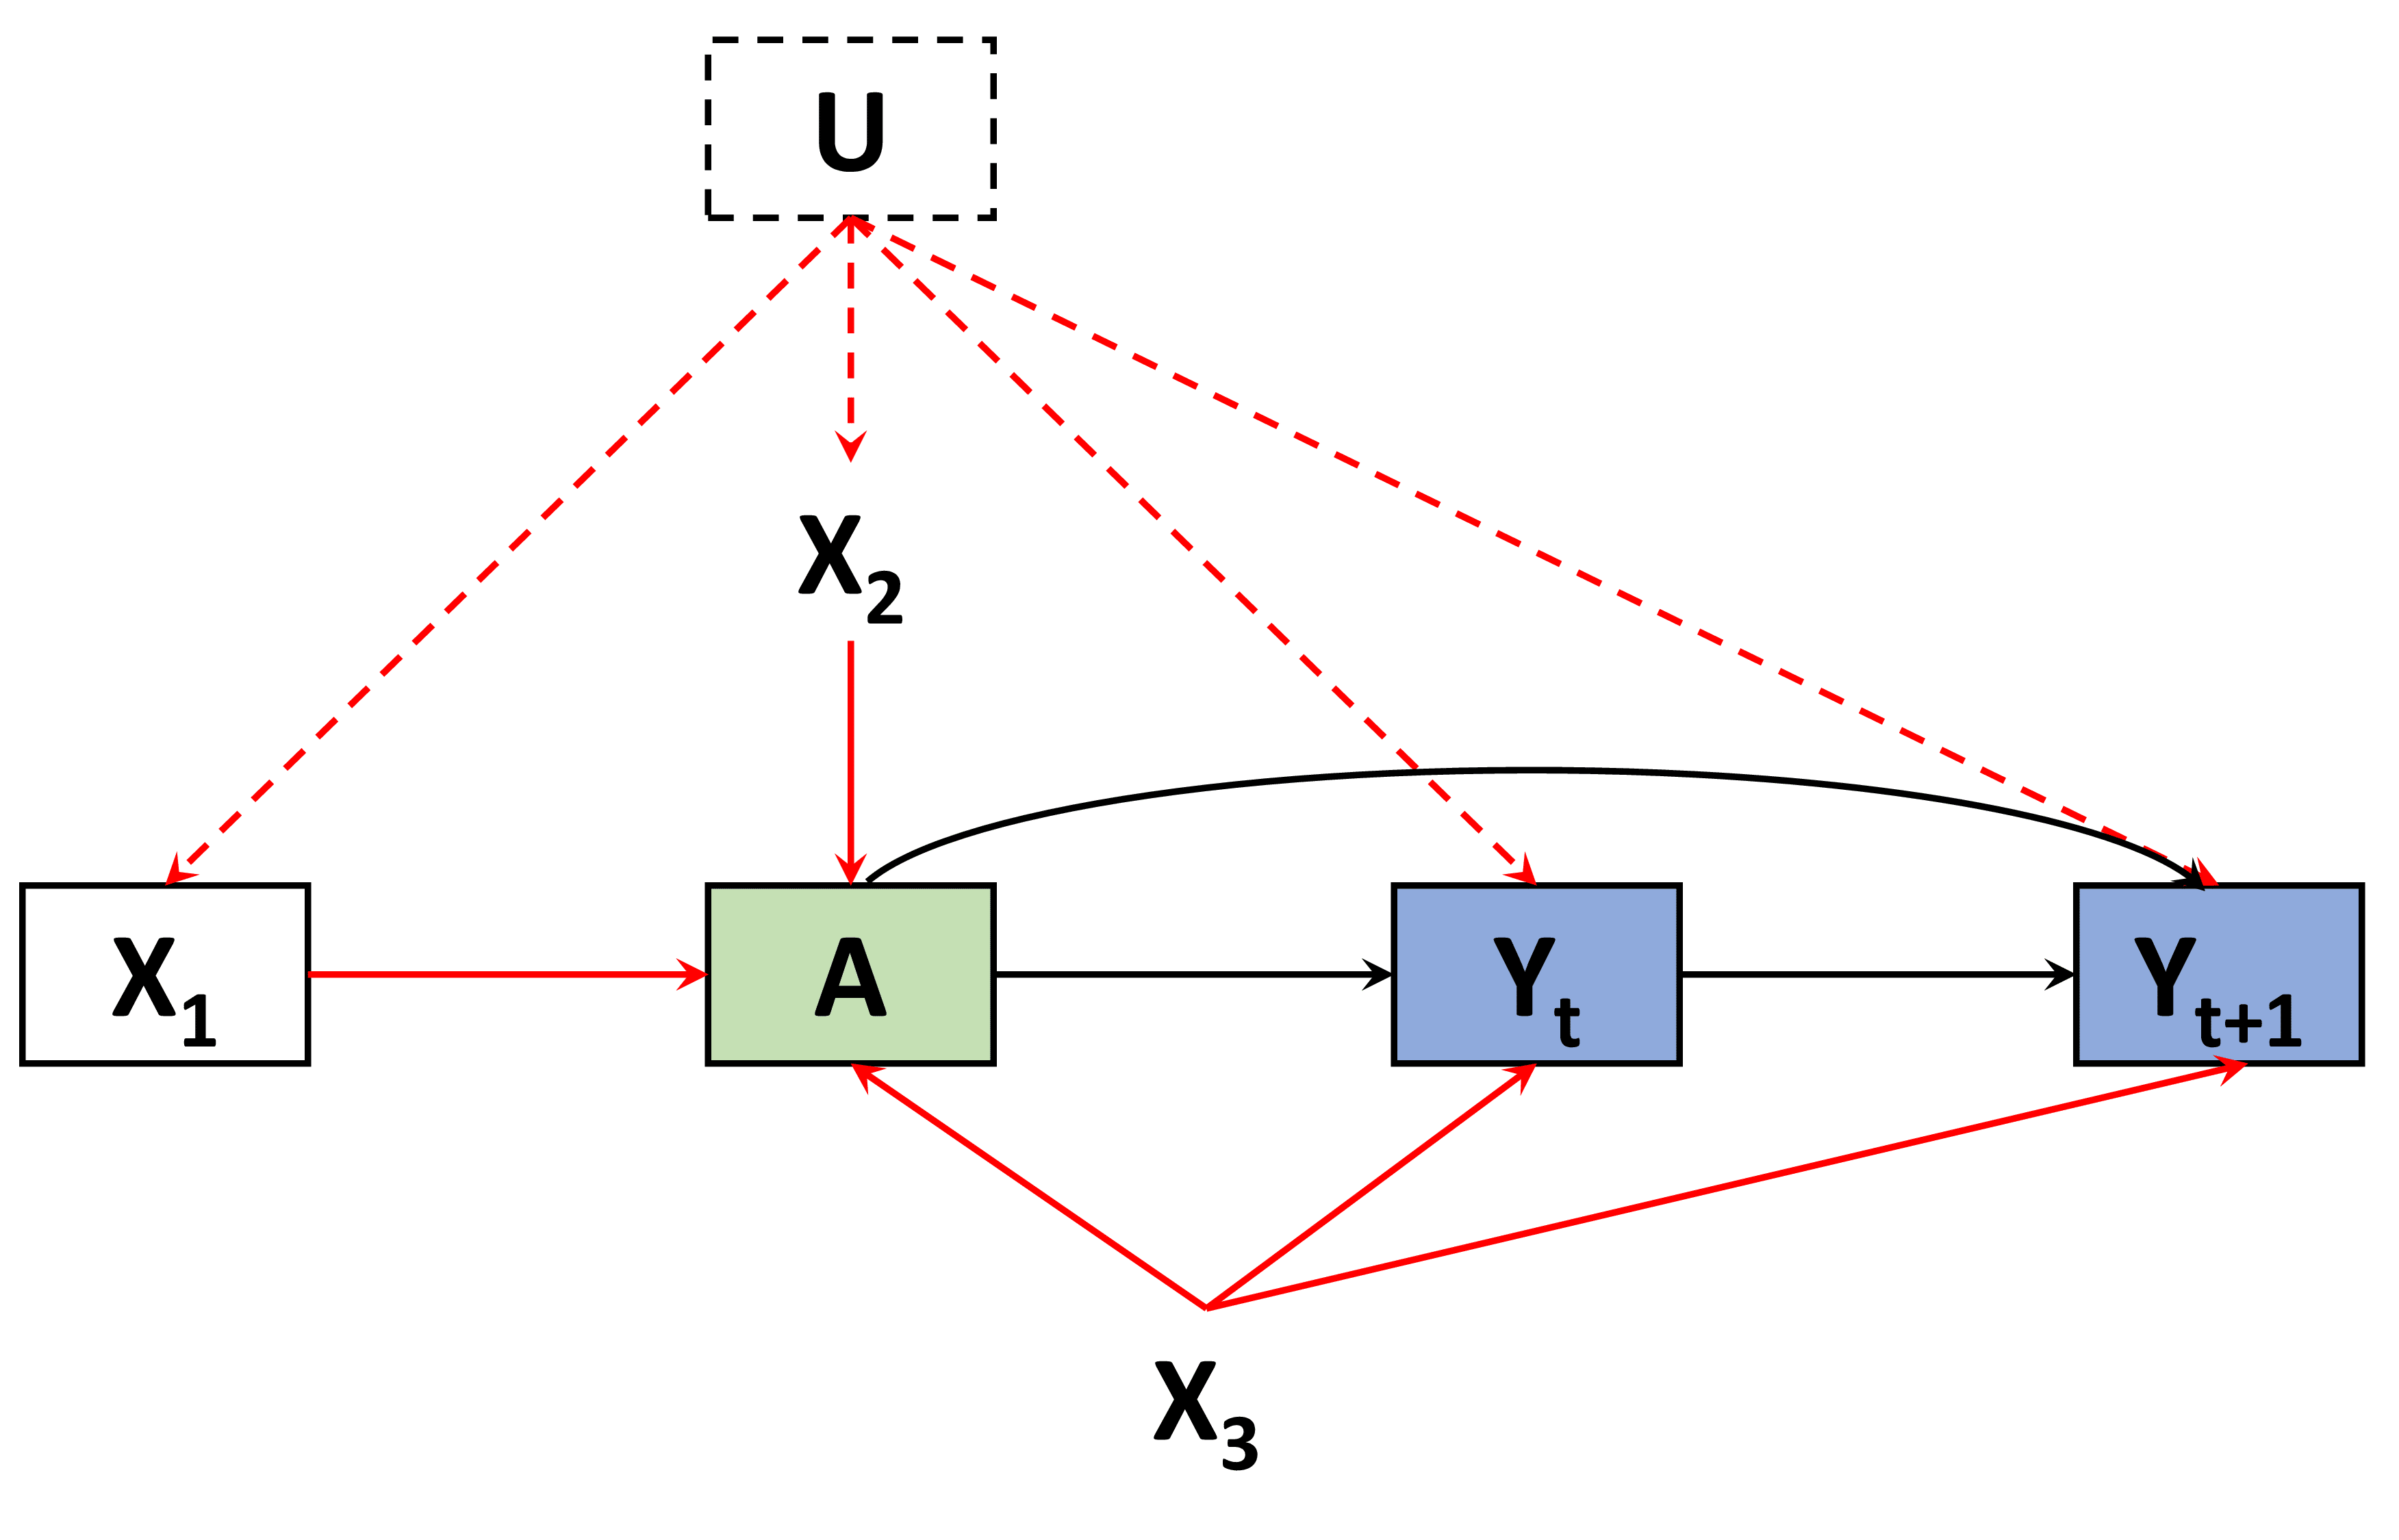 U
X₂
X₁
A
Yₜ
Yₜ₊₁
X₃